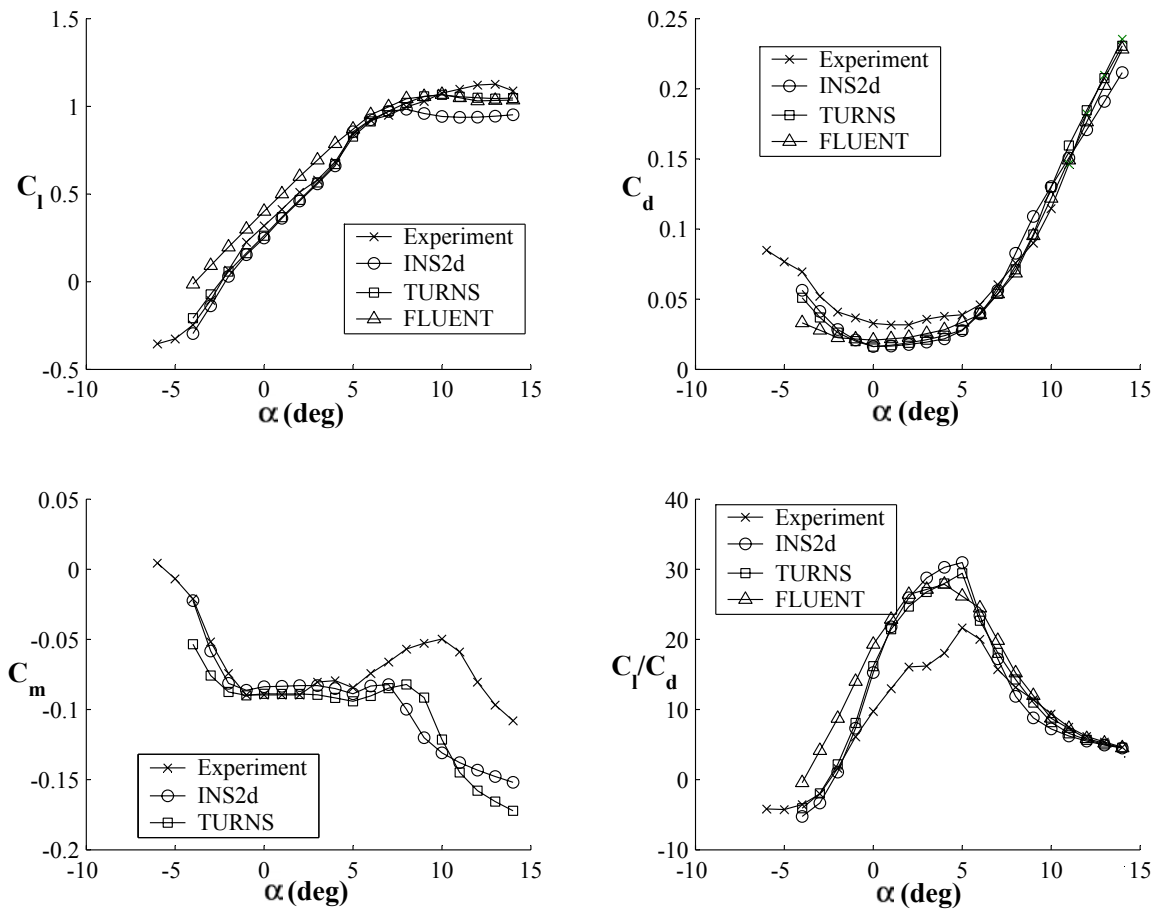 1.5
1
0.5
0
-0.5
C_l
Experiment
INS2d
TURNS
FLUENT
-10 -5 0 5 10 15
α (deg)
0.25
0.2
0.15
0.1
0.05
0
C_d
Experiment
INS2d
TURNS
FLUENT
-10 -5 0 5 10 15
α (deg)
0.05
0
-0.05
-0.1
-0.15
-0.2
C_m
Experiment
INS2d
TURNS
-10 -5 0 5 10 15
α (deg)
40
30
20
10
0
-10
C_l/C_d
Experiment
INS2d
TURNS
FLUENT
-10 -5 0 5 10 15
α (deg)